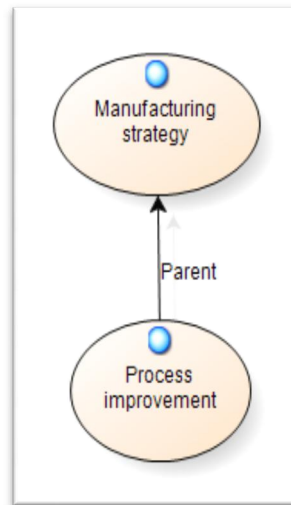 Manufacturing
strategy
Parent
Process
improvement